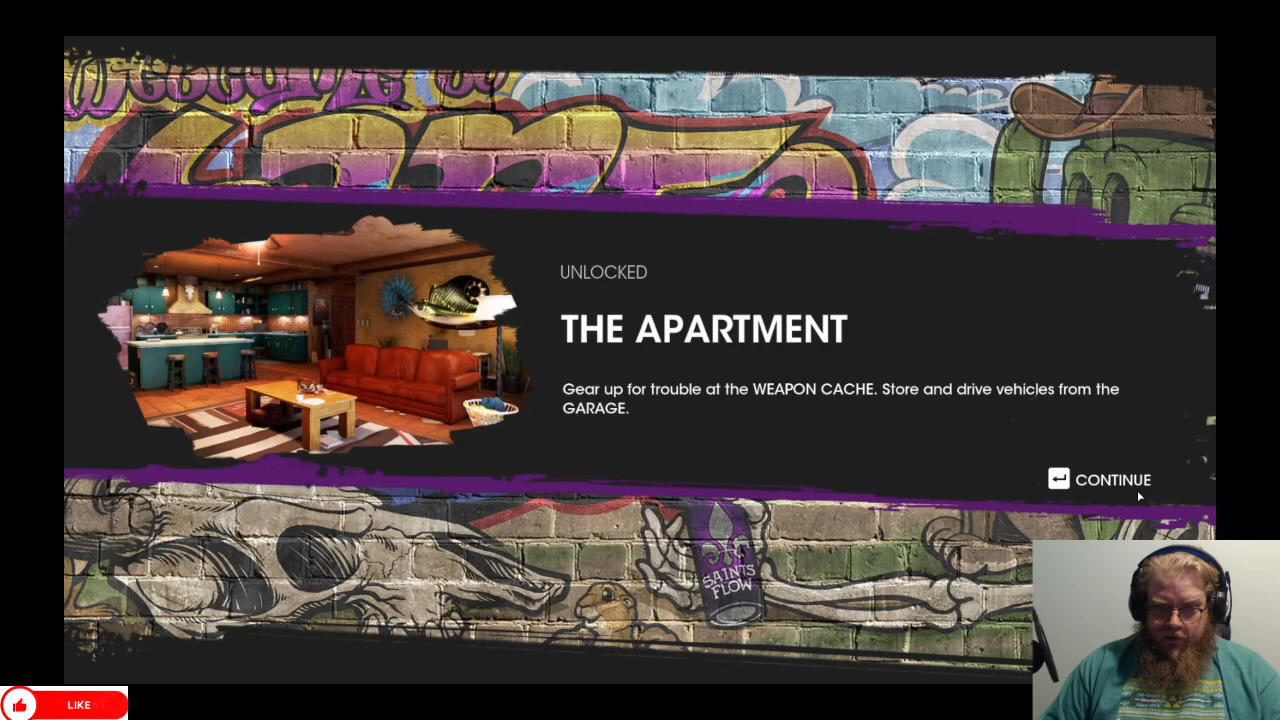 UNLOCKED
THE APARTMENT
Gear up for trouble at the WEAPON CACHE. Store and drive vehicles from the
GARAGE.
CONTINUE
SAINTS
FLOW
LIKE